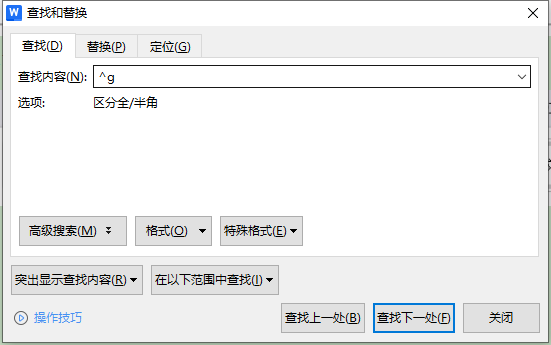 W 查找和替换
查找(D) 替换(P) 定位(G)
查找内容(N): ^g
选项: 区分全/半角
高级搜索(M) 格式(O) 特殊格式(E)
突出显示查找内容(R) 在以下范围中查找(I)
操作技巧 查找上一处(B) 查找下一处(F) 关闭